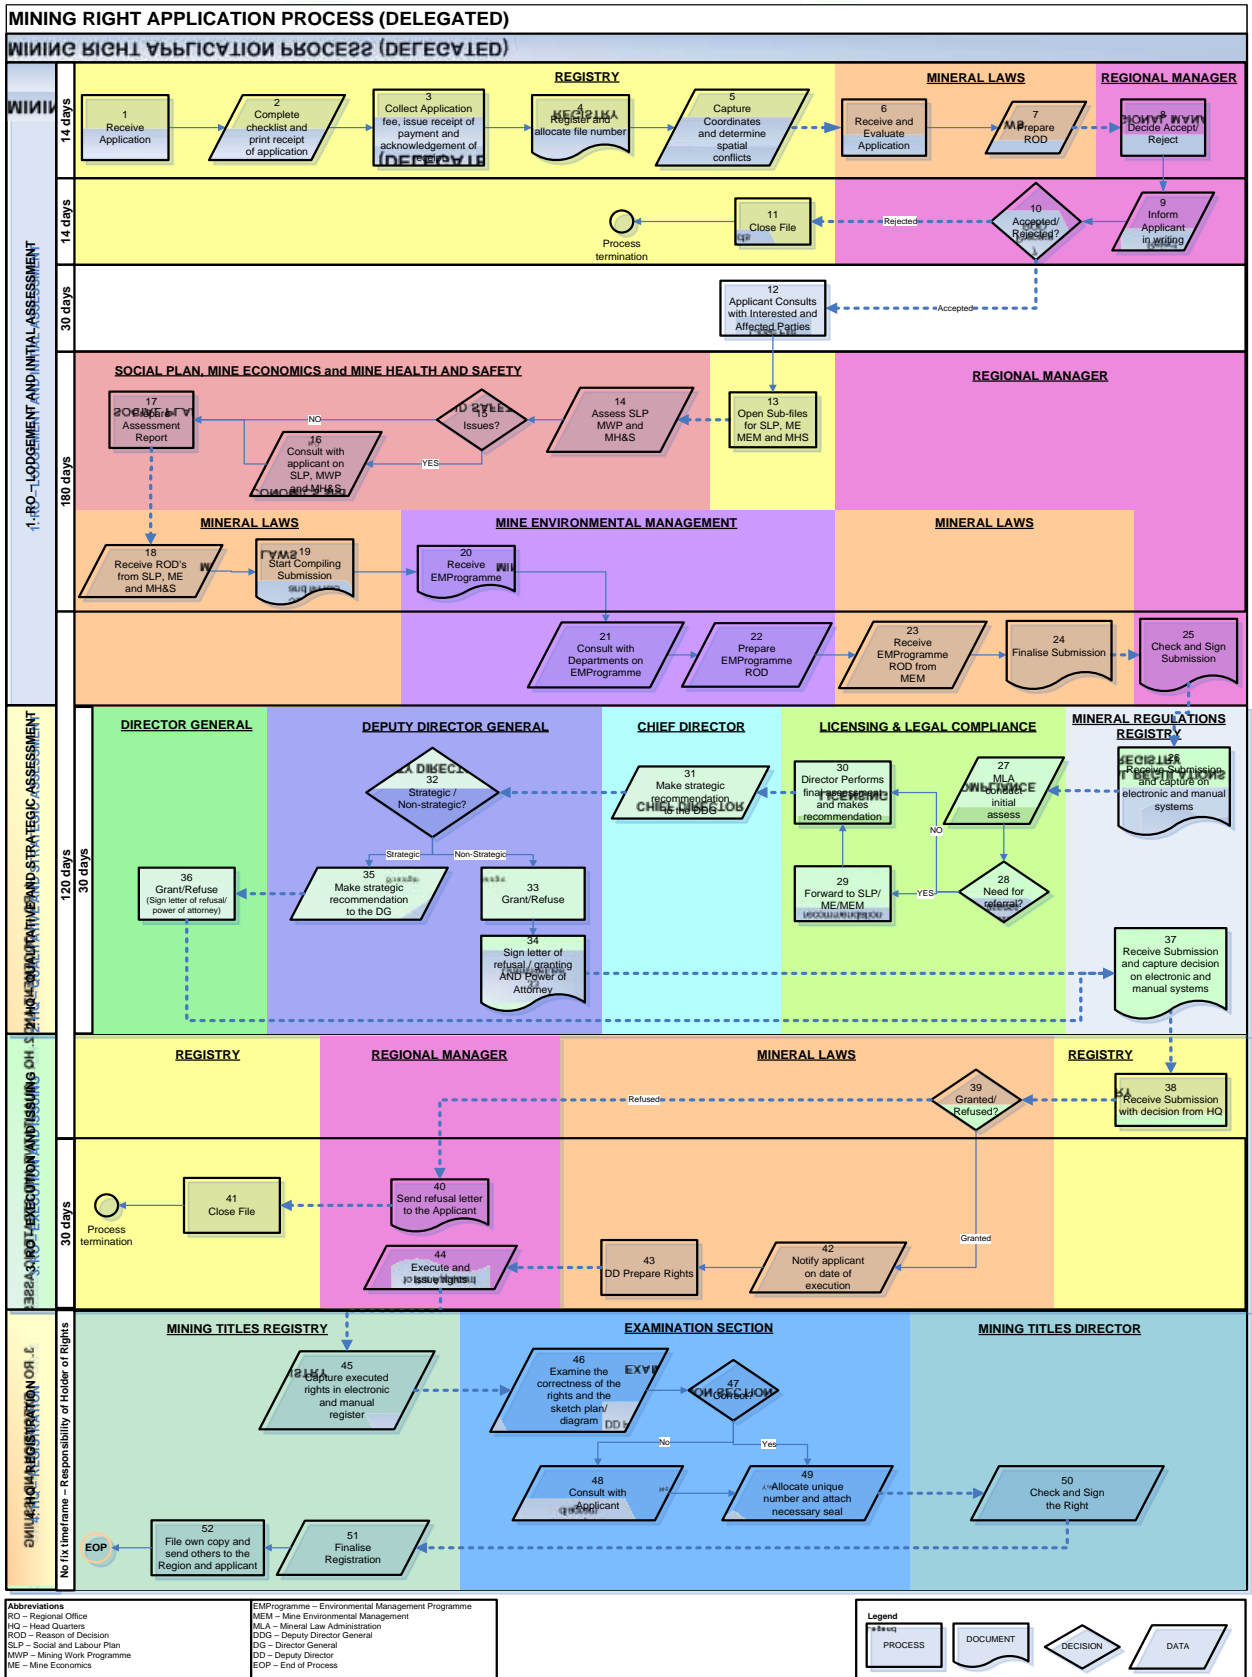 MINING RIGHT APPLICATION PROCESS (DELEGATED)
1. RO – LODGEMENT AND INITIAL ASSESSMENT
14 days
REGISTRY
MINERAL LAWS
REGIONAL MANAGER
1
Receive
Application
2
Complete
checklist and
print receipt
of application
3
Collect Application
fee, issue receipt of
payment and
acknowledgement of
receipt
4
Register and
allocate file number
5
Capture
Coordinates
and determine
spatial
conflicts
6
Receive and
Evaluate
Application
7
Prepare
ROD
8
Decide Accept/
Reject
14 days
9
Inform
Applicant
in writing
10
Accepted/
Rejected?
Rejected
11
Close File
Process
termination
30 days
12
Applicant Consults
with Interested and
Affected Parties
Accepted
180 days
SOCIAL PLAN, MINE ECONOMICS and MINE HEALTH AND SAFETY
REGIONAL MANAGER
13
Open Sub-files
for SLP, ME
MEM and MHS
14
Assess SLP
MWP and
MH&S
15
Issues?
NO
YES
16
Consult with
applicant on
SLP, MWP
and MH&S
17
Prepare
Assessment
Report
MINERAL LAWS
MINE ENVIRONMENTAL MANAGEMENT
MINERAL LAWS
18
Receive ROD's
from SLP, ME
and MH&S
19
Start Compiling
Submission
20
Receive
EMProgramme
21
Consult with
Departments on
EMProgramme
22
Prepare
EMProgramme
ROD
23
Receive
EMProgramme
ROD from
MEM
24
Finalise Submission
25
Check and Sign
Submission
2. HQ – QUALITATIVE AND STRATEGIC ASSESSMENT
120 days
30 days
DIRECTOR GENERAL
DEPUTY DIRECTOR GENERAL
CHIEF DIRECTOR
LICENSING & LEGAL COMPLIANCE
MINERAL REGULATIONS
REGISTRY
26
Receive Submission
and capture on
electronic and manual
systems
27
MLA
conduct
initial
assess
28
Need for
referral?
NO
YES
29
Forward to SLP/
ME/MEM
30
Director Performs
final assessment
and makes
recommendation
31
Make strategic
recommendation
to the DDG
32
Strategic /
Non-strategic?
Strategic
Non-Strategic
33
Grant/Refuse
34
Sign letter of
refusal / granting
AND Power of
Attorney
35
Make strategic
recommendation
to the DG
36
Grant/Refuse
(Sign letter of refusal/
power of attorney)
37
Receive Submission
and capture decision
on electronic and
manual systems
3. RO – EXECUTION AND ISSUING
REGISTRY
REGIONAL MANAGER
MINERAL LAWS
REGISTRY
38
Receive Submission
with decision from HQ
39
Granted/
Refused?
Refused
Granted
30 days
40
Send refusal letter
to the Applicant
41
Close File
Process
termination
42
Notify applicant
on date of
execution
43
DD Prepare Rights
44
Execute and
Issue rights
4. HQ – REGISTRATION
No fix timeframe – Responsibility of Holder of Rights
MINING TITLES REGISTRY
EXAMINATION SECTION
MINING TITLES DIRECTOR
45
Capture executed
rights in electronic
and manual
register
46
Examine the
correctness of the
rights and the
sketch plan/
diagram
47
Correct?
No
Yes
48
Consult with
Applicant
49
Allocate unique
number and attach
necessary seal
50
Check and Sign
the Right
51
Finalise
Registration
52
File own copy and
send others to the
Region and applicant
EOP
Abbreviations
RO – Regional Office
HQ – Head Quarters
ROD – Reason of Decision
SLP – Social and Labour Plan
MWP – Mining Work Programme
ME – Mine Economics
EMProgramme – Environmental Management Programme
MEM – Mine Environmental Management
MLA – Mineral Law Administration
DDG – Deputy Director General
DG – Director General
DD – Deputy Director
EOP – End of Process
Legend
PROCESS
DOCUMENT
DECISION
DATA